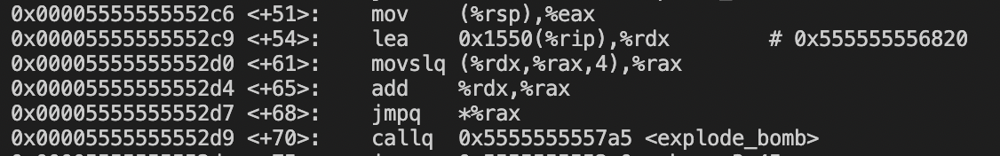 0x00005555555552c6 <+51>: mov (%rsp),%eax
0x00005555555552c9 <+54>: lea 0x1550(%rip),%rdx # 0x555555556820
0x00005555555552d0 <+61>: movslq (%rdx,%rax,4),%rax
0x00005555555552d4 <+65>: add %rdx,%rax
0x00005555555552d7 <+68>: jmpq *%rax
0x00005555555552d9 <+70>: callq 0x5555555557a5 <explode_bomb>